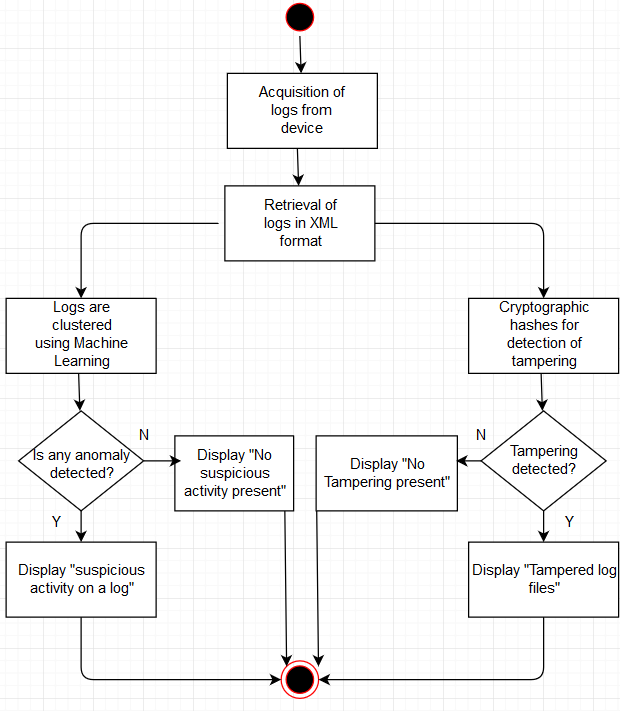 Acquisition of
logs from
device
Retrieval of
logs in XML
format
Logs are
clustered
using Machine
Learning
Cryptographic
hashes for
detection of
tampering
Is any anomaly
detected?
N
Display "No
suspicious
activity present"
Display "No
Tampering present"
N
Tampering
detected?
Y
Y
Display "suspicious
activity on a log"
Display "Tampered log
files"